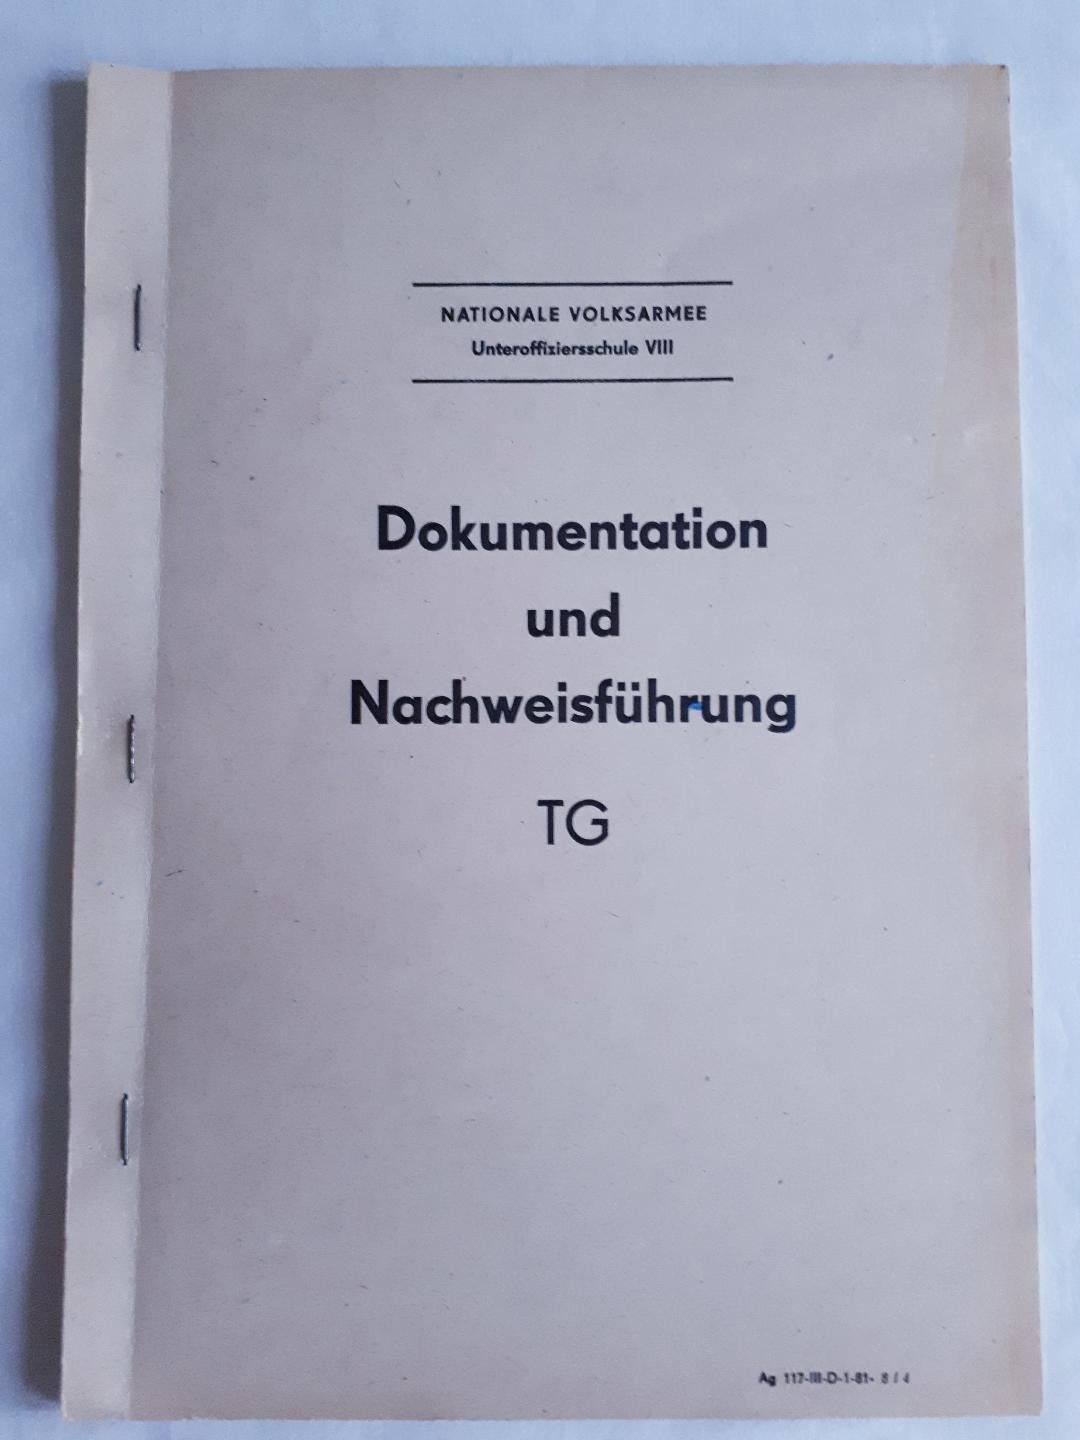 NATIONALE VOLKSARMEE
Unteroffiziersschule VIII
Dokumentation
und
Nachweisführung
TG
Ag 117-III-D-1-81- 8 / 4